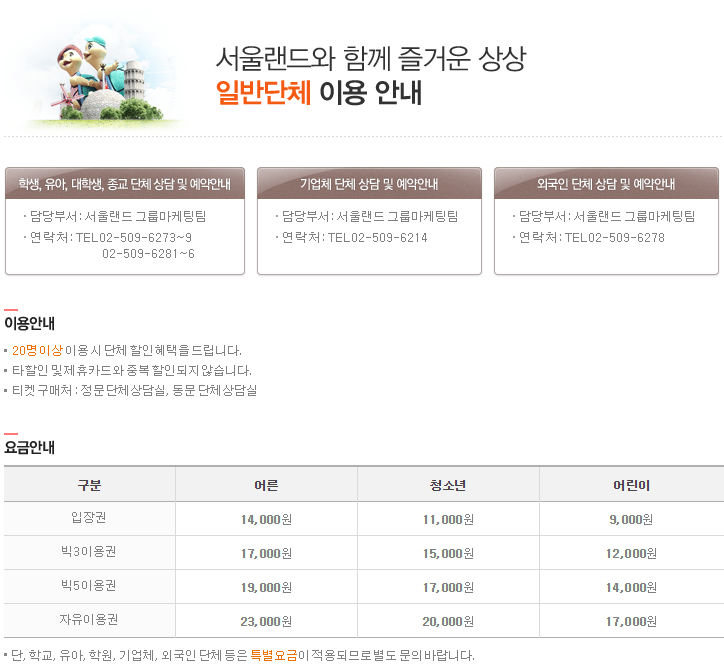 서울랜드와 함께 즐거운 상상
일반단체 이용 안내
학생, 유아, 대학생, 종교 단체 상담 및 예약안내
· 담당부서 : 서울랜드 그룹마케팅팀
· 연락처 : TEL02-509-6273~9
02-509-6281~6
기업체 단체 상담 및 예약안내
· 담당부서 : 서울랜드 그룹마케팅팀
· 연락처 : TEL02-509-6214
외국인 단체 상담 및 예약안내
· 담당부서 : 서울랜드 그룹마케팅팀
· 연락처 : TEL02-509-6278
이용안내
▪ 20명이상 이용 시 단체 할인혜택을 드립니다.
▪ 타할인 및 제휴카드와 중복 할인되지 않습니다.
▪ 티켓 구매처 : 정문 단체상담실, 동문 단체상담실
요금안내
구분 어른 청소년 어린이
입장권 14,000원 11,000원 9,000원
빅3이용권 17,000원 15,000원 12,000원
빅5이용권 19,000원 17,000원 14,000원
자유이용권 23,000원 20,000원 17,000원
▪ 단, 학교, 유아, 학원, 기업체, 외국인 단체 등은 특별요금이 적용되므로 별도 문의 바랍니다.